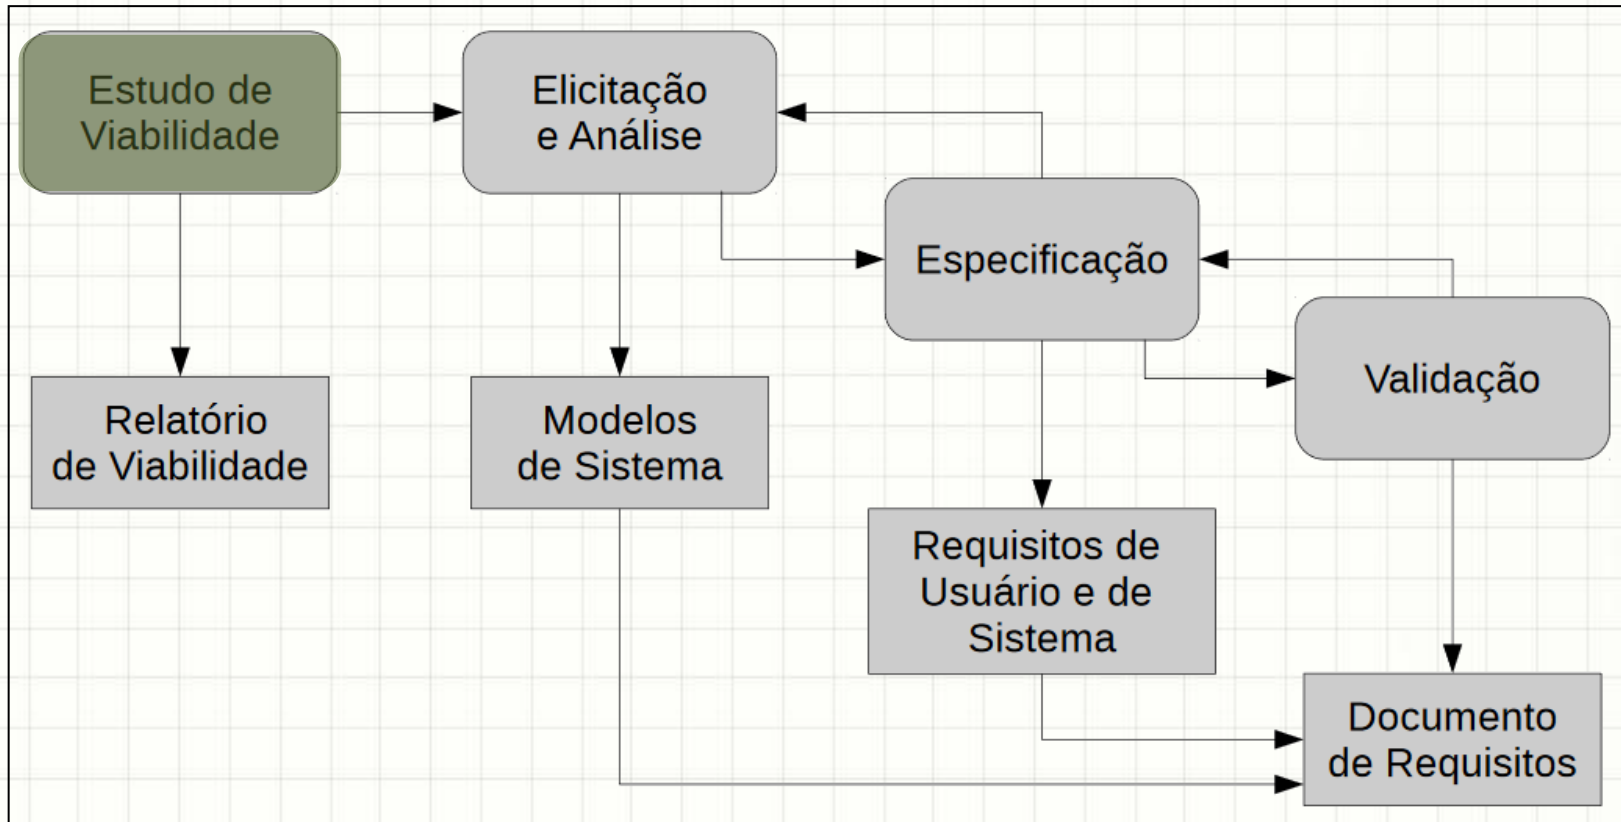 Estudo de
Viabilidade
Elicitação
e Análise
Especificação
Validação
Relatório
de Viabilidade
Modelos
de Sistema
Requisitos de
Usuário e de
Sistema
Documento
de Requisitos